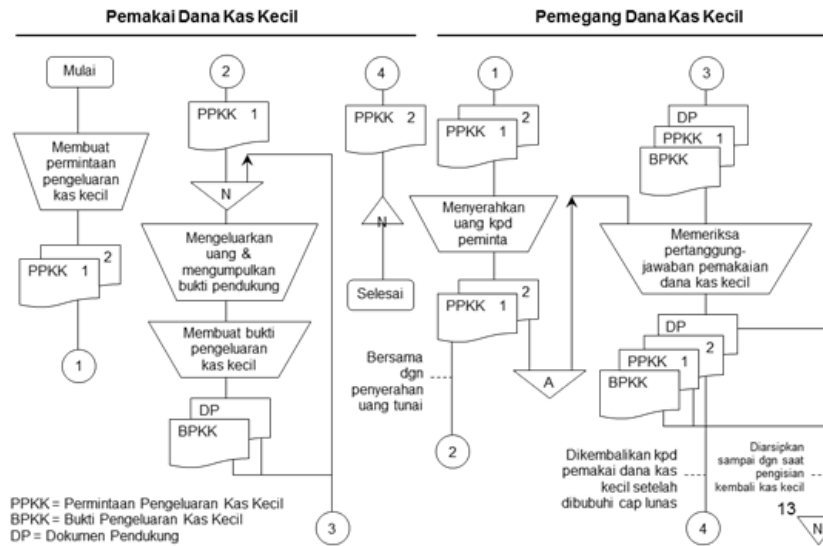 Pemakai Dana Kas Kecil
Mulai
Membuat
permintaan
pengeluaran
kas kecil
2
PPKK 1
1
2
PPKK 1
N
Mengeluarkan
uang &
mengumpulkan
bukti pendukung
Membuat bukti
pengeluaran
kas kecil
DP
BPKK
3
4
PPKK 2
N
Selesai
PPKK = Permintaan Pengeluaran Kas Kecil
BPKK = Bukti Pengeluaran Kas Kecil
DP = Dokumen Pendukung
Pemegang Dana Kas Kecil
1
2
PPKK 1
Menyerahkan
uang kpd
peminta
2
PPKK 1
Bersama
dgn
penyerahan
uang tunai
A
2
3
DP
PPKK 1
BPKK
Memeriksa
pertanggung-
jawaban pemakaian
dana kas kecil
DP
2
PPKK 1
BPKK
Dikembalikan kpd
pemakai dana kas
kecil setelah
dibubuhi cap lunas
4
Diarsipkan
sampai dgn saat
pengisian
kembali kas kecil
13
N